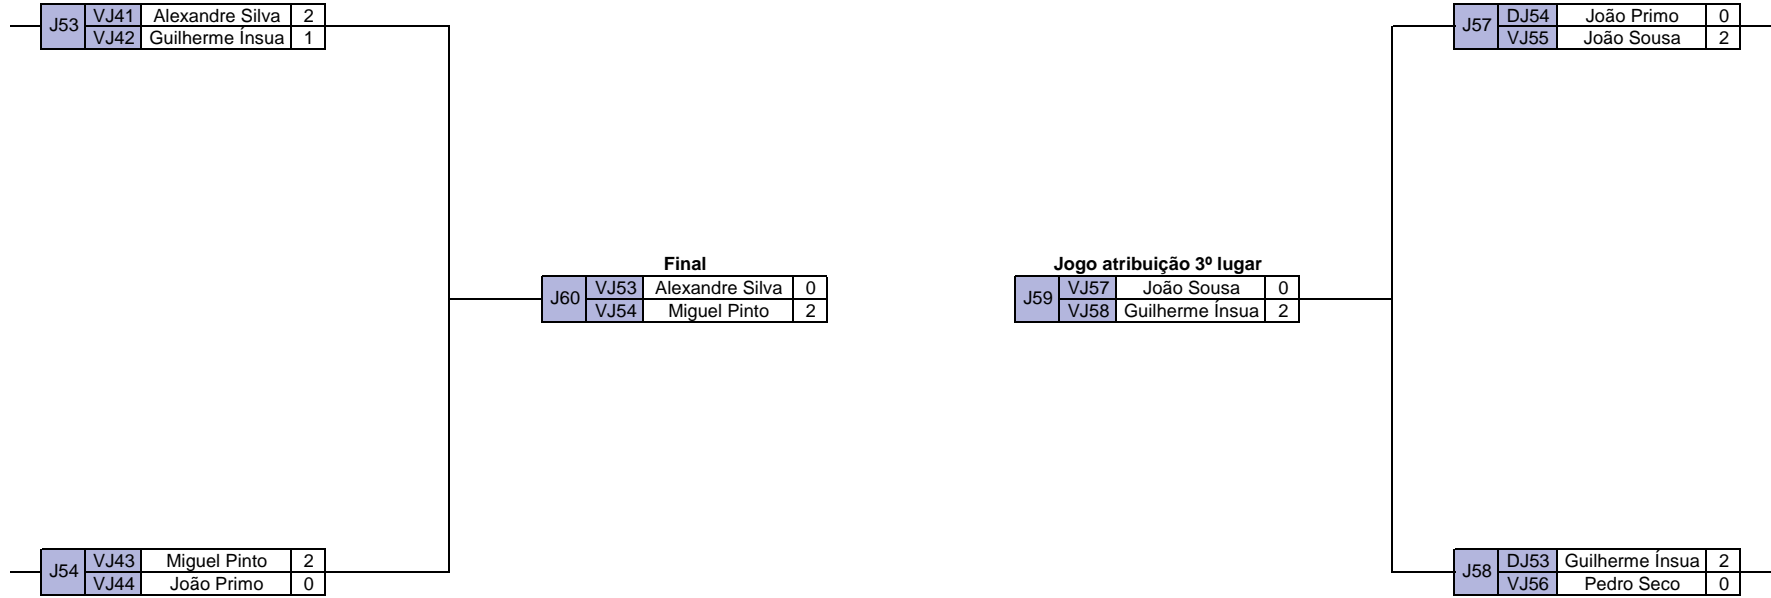 J53 VJ41 Alexandre Silva 2
VJ42 Guilherme Ínsua 1
J57 DJ54 João Primo 0
VJ55 João Sousa 2
Final
J60 VJ53 Alexandre Silva 0
VJ54 Miguel Pinto 2
Jogo atribuição 3º lugar
J59 VJ57 João Sousa 0
VJ58 Guilherme Ínsua 2
J54 VJ43 Miguel Pinto 2
VJ44 João Primo 0
J58 DJ53 Guilherme Ínsua 2
VJ56 Pedro Seco 0